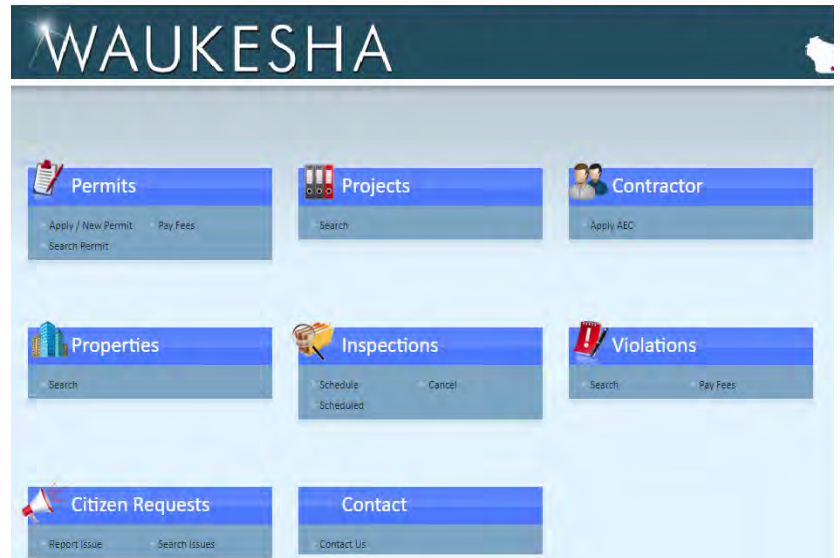 WAUKESHA
Permits
Apply / New Permit Pay Fees
Search Permit
Projects
Search
Contractor
Apply AEC
Properties
Search
Inspections
Schedule Cancel
Scheduled
Violations
Search Pay Fees
Citizen Requests
Report Issue Search Issues
Contact
Contact Us